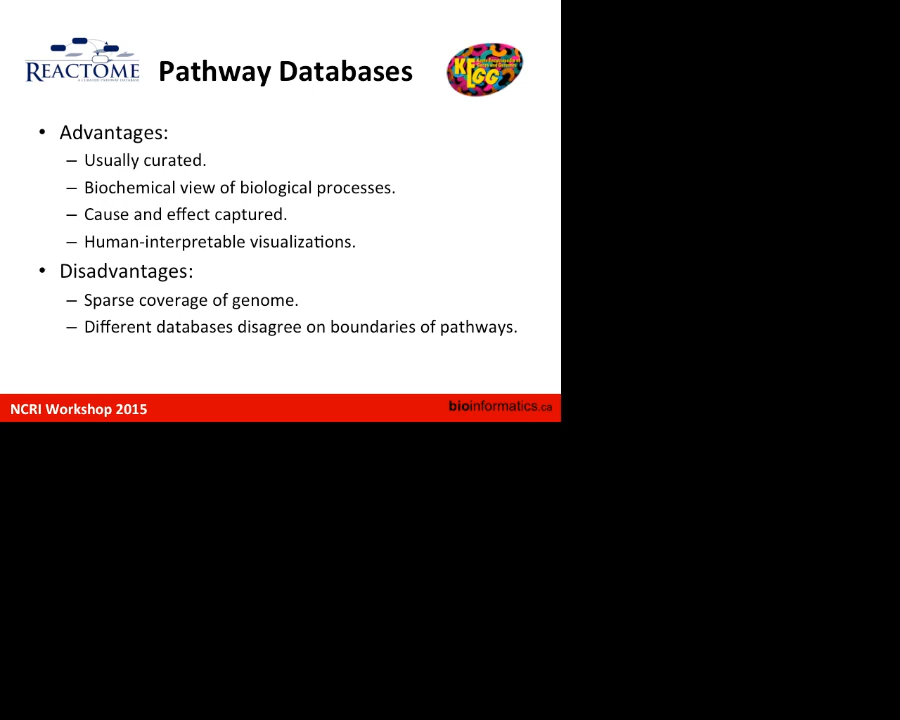 REACTOME
Pathway Databases
KEGG
• Advantages:
– Usually curated.
– Biochemical view of biological processes.
– Cause and effect captured.
– Human-interpretable visualizations.
• Disadvantages:
– Sparse coverage of genome.
– Different databases disagree on boundaries of pathways.
NCRI Workshop 2015
bioinformatics.ca